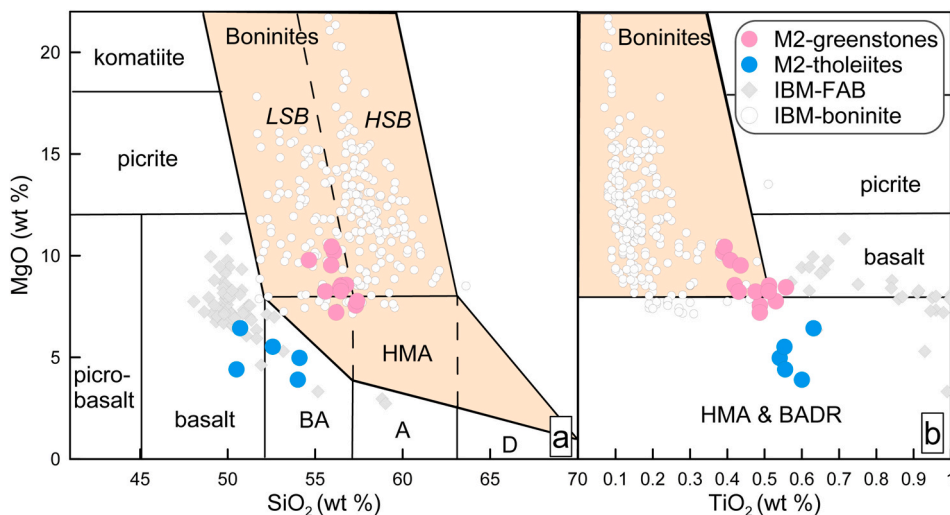 MgO (wt %)
20
15
10
5
0
komatiite
picrite
picro-
basalt
basalt
Boninites
LSB
HSB
HMA
BA
A
D
a
45
50
55
60
65
70
SiO₂ (wt %)
Boninites
M2-greenstones
M2-tholeiites
IBM-FAB
IBM-boninite
picrite
basalt
HMA & BADR
b
0.1
0.2
0.3
0.4
0.5
0.6
0.7
0.8
0.9
1
TiO₂ (wt %)